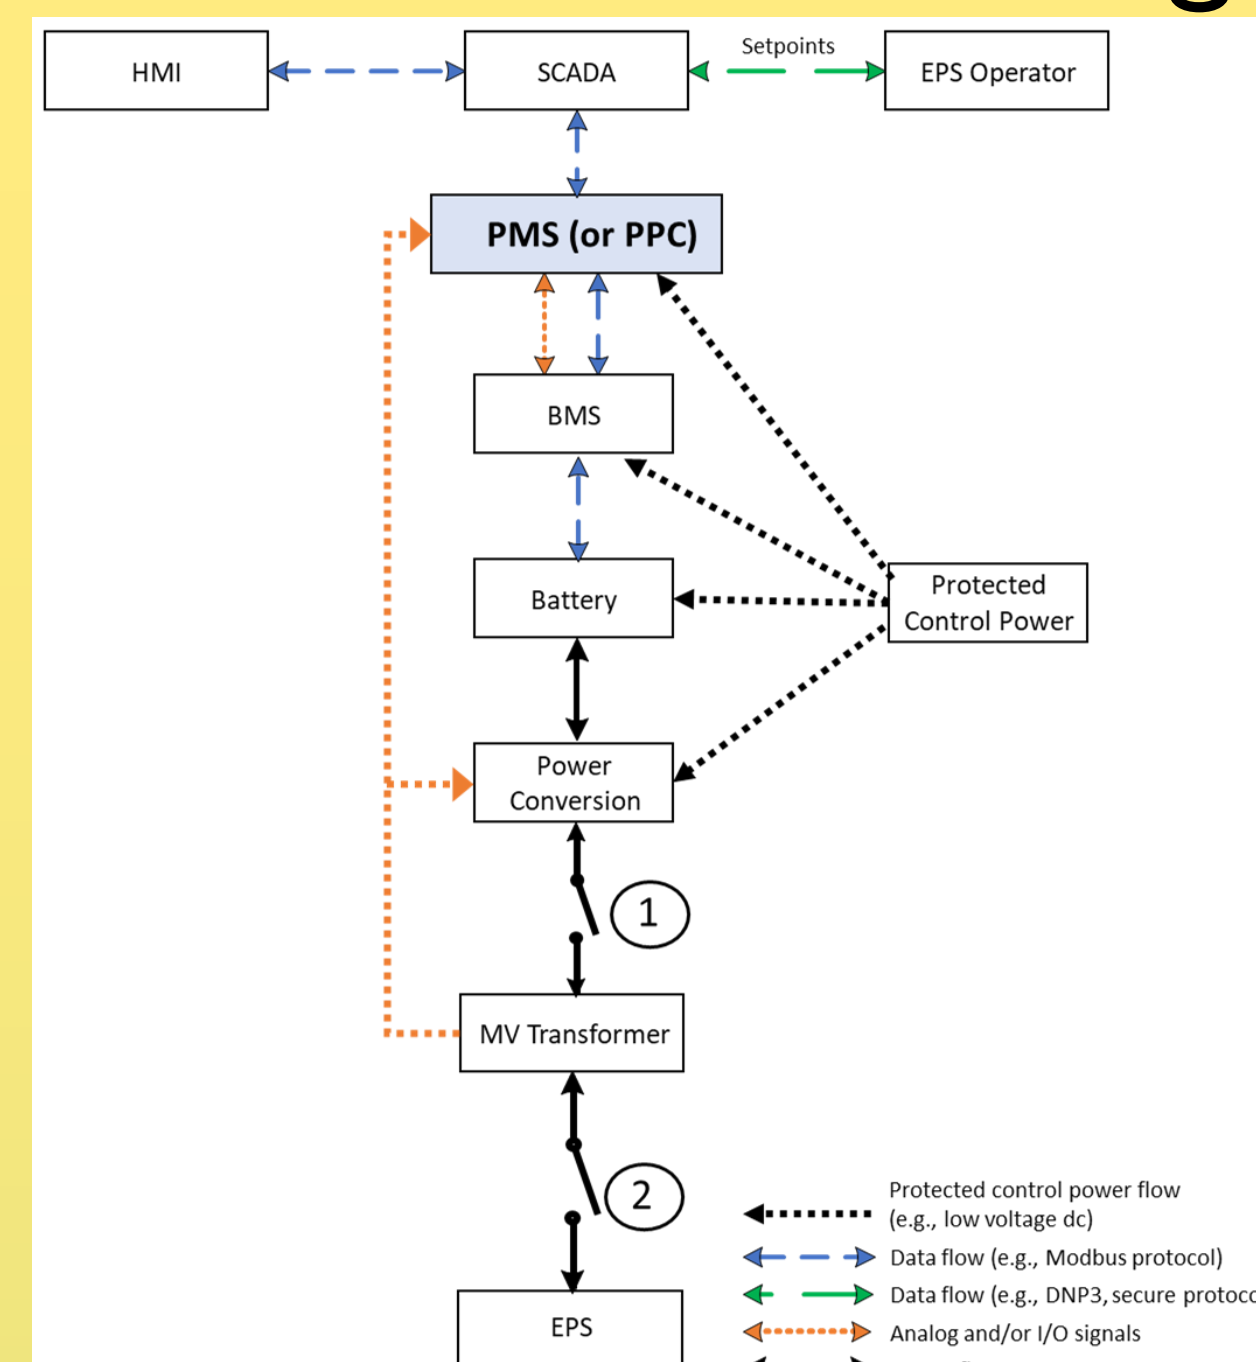 HMI
SCADA
Setpoints
EPS Operator
PMS (or PPC)
BMS
Battery
Protected
Control Power
Power
Conversion
1
MV Transformer
2
EPS
Protected control power flow
(e.g., low voltage dc)
Data flow (e.g., Modbus protocol)
Data flow (e.g., DNP3, secure protoco
Analog and/or I/O signals